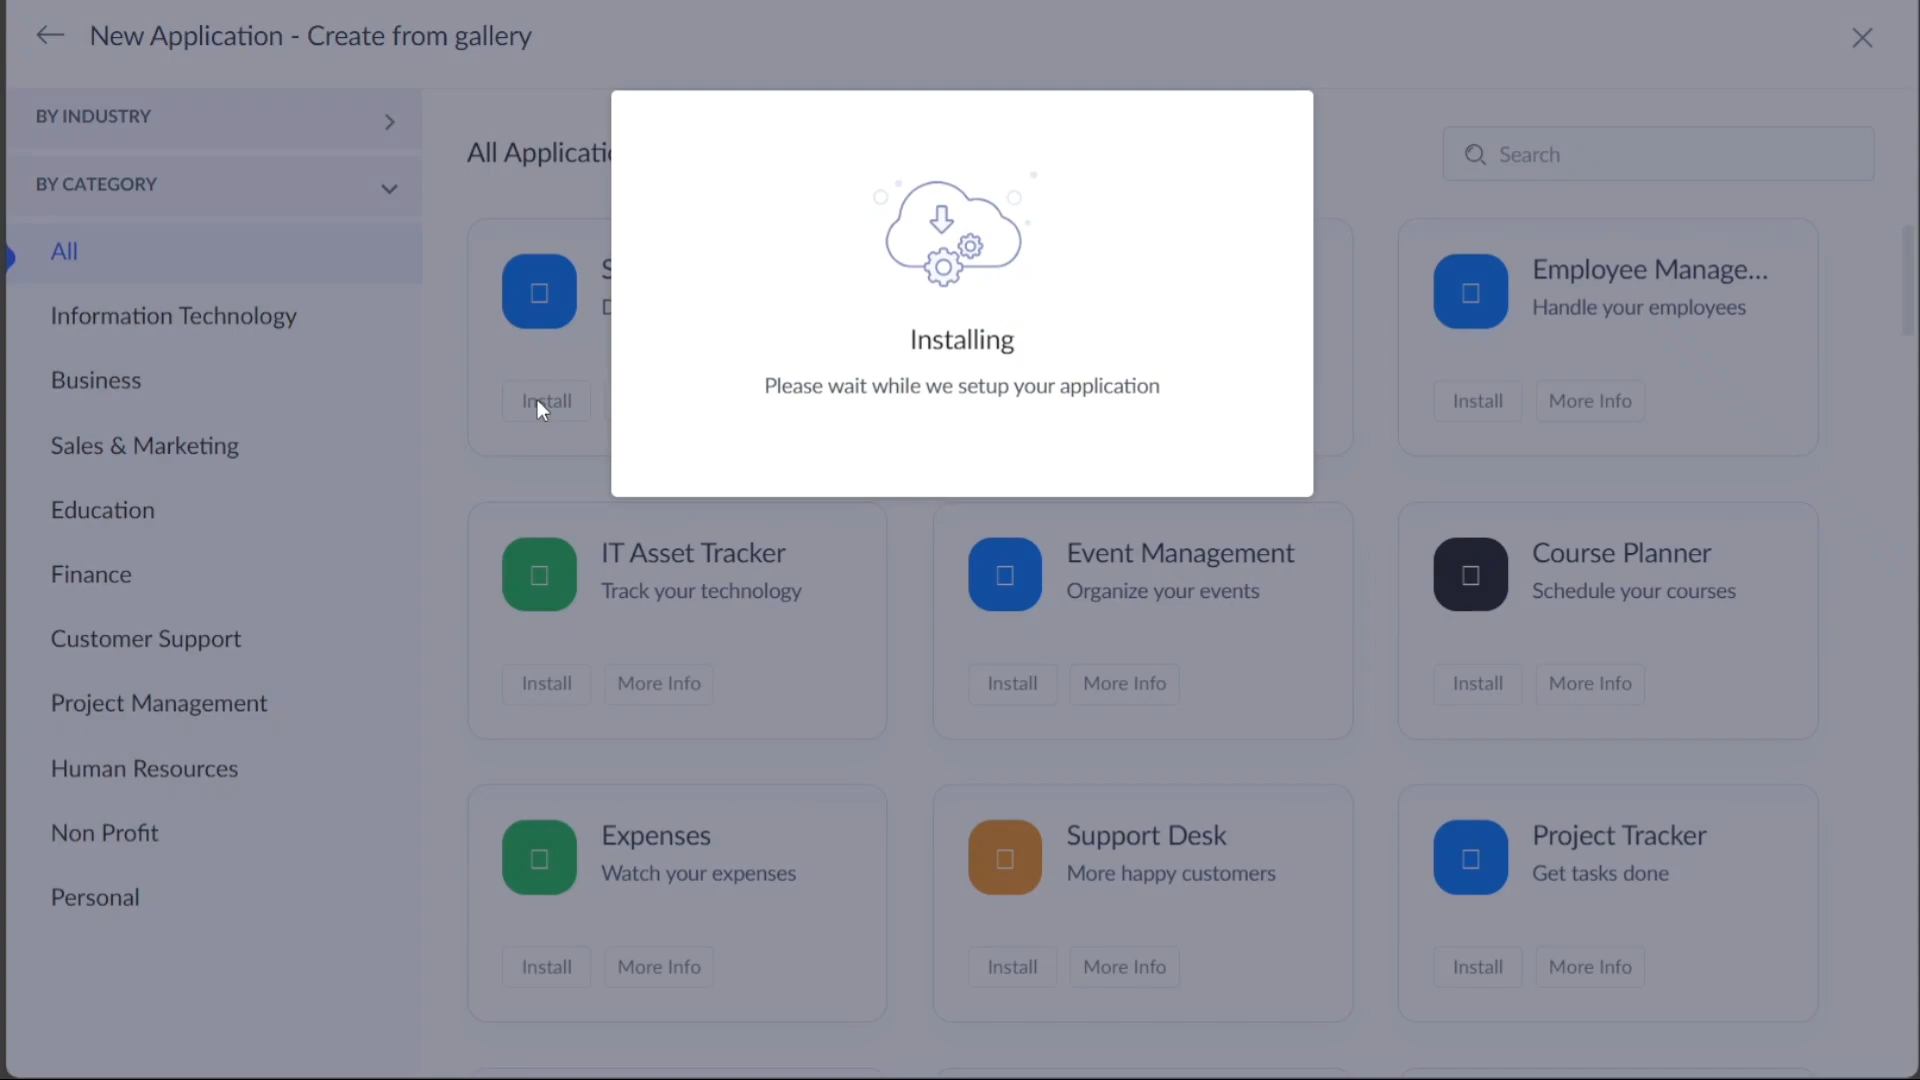 New Application - Create from gallery
BY INDUSTRY
BY CATEGORY
All
Information Technology
Business
Sales & Marketing
Education
Finance
Customer Support
Project Management
Human Resources
Non Profit
Personal
Search
Installing
Please wait while we setup your application
Install
Employee Manage...
Handle your employees
Install
More Info
IT Asset Tracker
Track your technology
Install
More Info
Event Management
Organize your events
Install
More Info
Course Planner
Schedule your courses
Install
More Info
Expenses
Watch your expenses
Install
More Info
Support Desk
More happy customers
Install
More Info
Project Tracker
Get tasks done
Install
More Info